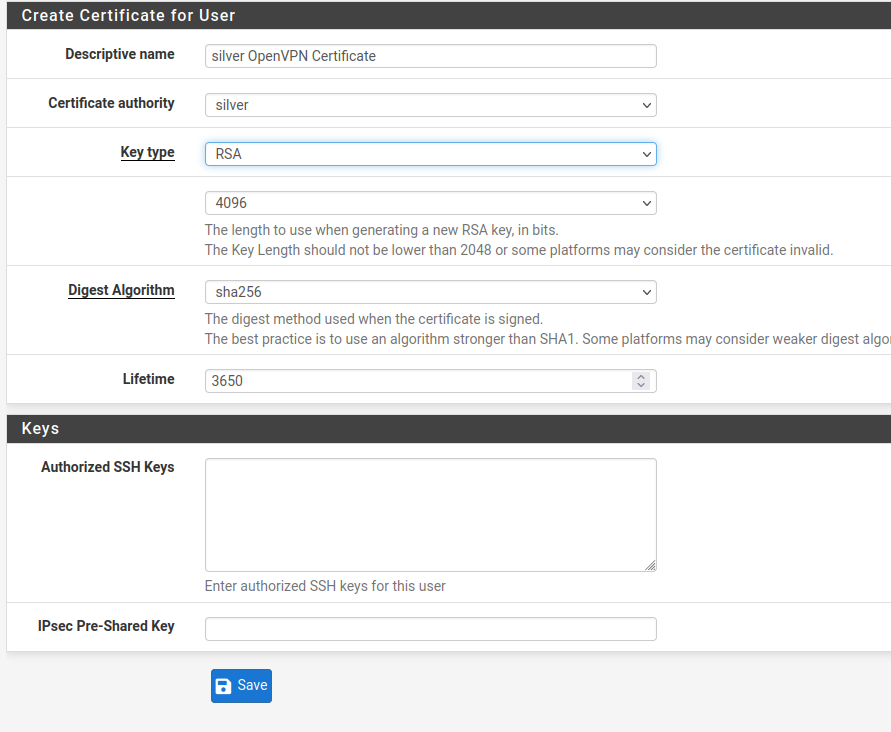 Create Certificate for User
Descriptive name
silver OpenVPN Certificate
Certificate authority
silver
Key type
RSA
4096
The length to use when generating a new RSA key, in bits.
The Key Length should not be lower than 2048 or some platforms may consider the certificate invalid.
Digest Algorithm
sha256
The digest method used when the certificate is signed.
The best practice is to use an algorithm stronger than SHA1. Some platforms may consider weaker digest
Lifetime
3650
Keys
Authorized SSH Keys
Enter authorized SSH keys for this user
IPsec Pre-Shared Key
Save